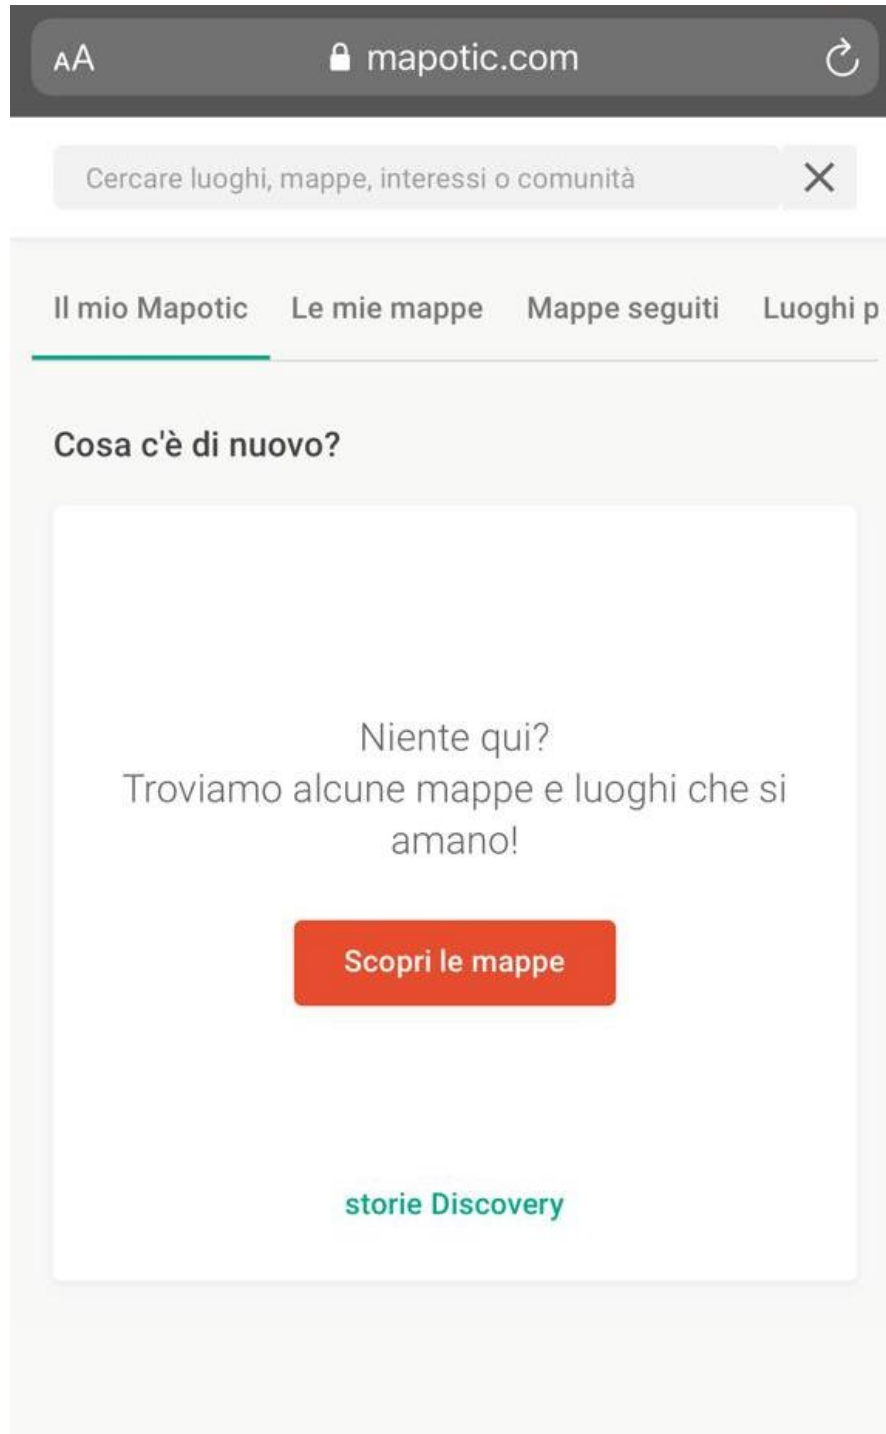 AA mapotic.com
Cercare luoghi, mappe, interessi o comunità
Il mio Mapotic Le mie mappe Mappe seguiti Luoghi p
Cosa c'è di nuovo?
Niente qui?
Troviamo alcune mappe e luoghi che si
amano!
Scopri le mappe
storie Discovery